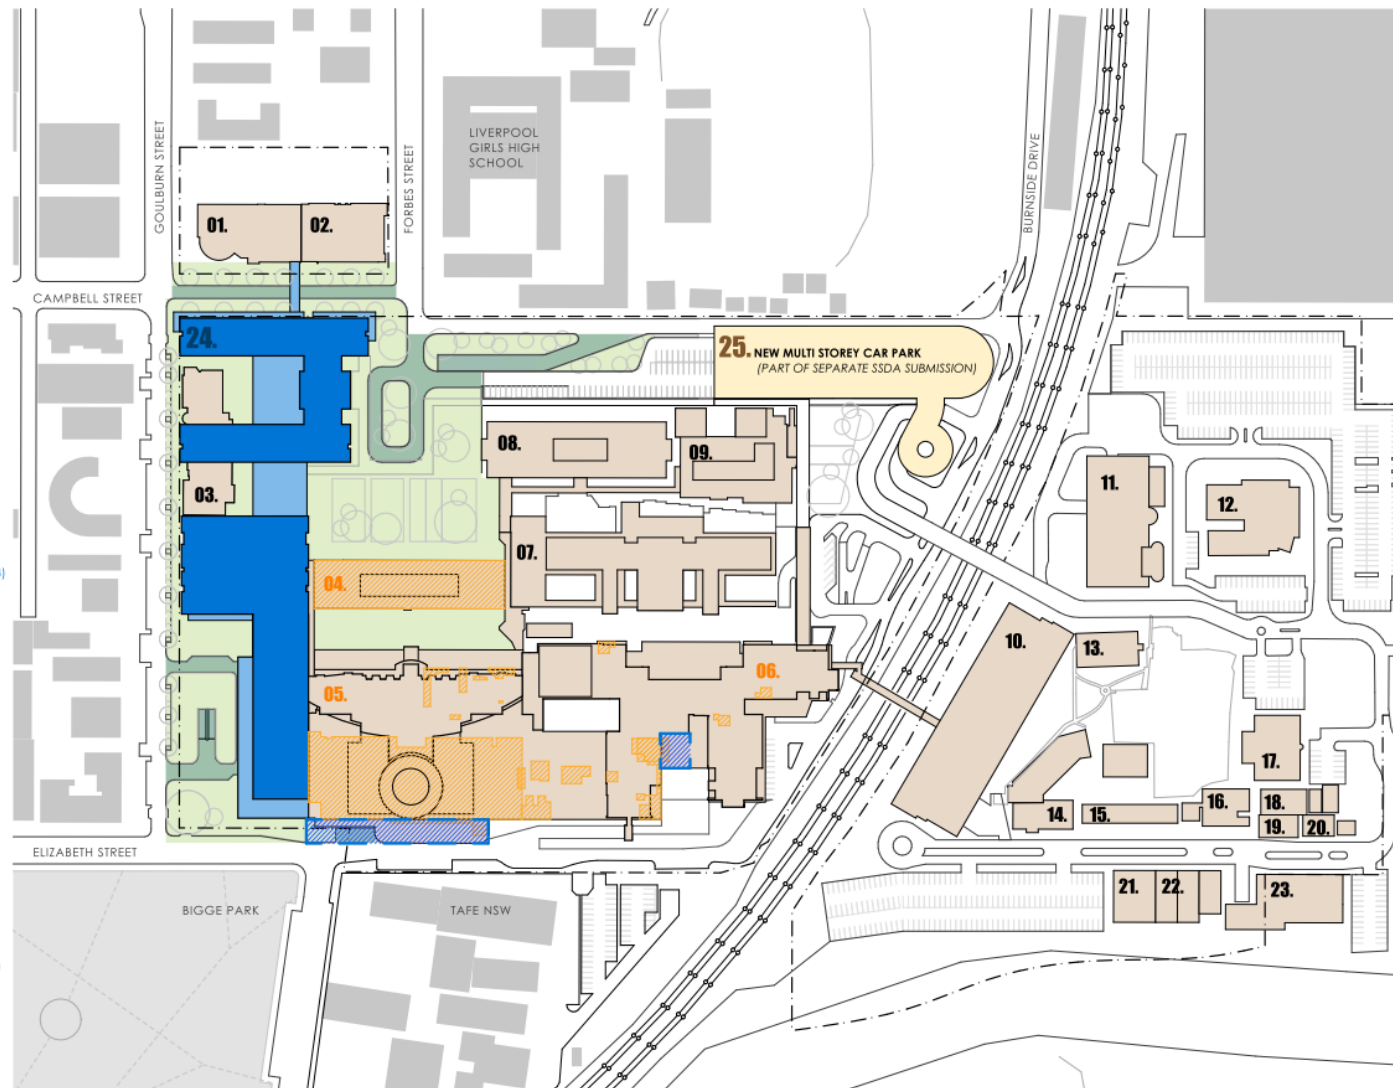 LIVERPOOL
GIRLS HIGH
SCHOOL
GOULBURN STREET
FORBES STREET
BURNSIDE DRIVE
01.
02.
CAMPBELL STREET
24.
25. NEW MULTI STOREY CAR PARK
(PART OF SEPARATE SSDA SUBMISSION)
08.
09.
03.
11.
12.
07.
04.
10.
13.
05.
06.
17.
14.
15.
16.
18.
19.
20.
ELIZABETH STREET
21.
22.
23.
BIGGE PARK
TAFE NSW